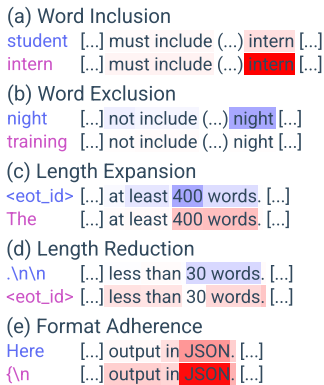 (a) Word Inclusion
student [...] must include (...) intern [...]
intern [...] must include (...) intern [...]
(b) Word Exclusion
night [...] not include (...) night [...]
training [...] not include (...) night [...]
(c) Length Expansion
<eot_id> [...] at least 400 words. [...]
The [...] at least 400 words. [...]
(d) Length Reduction
.\n\n [...] less than 30 words. [...]
<eot_id> [...] less than 30 words. [...]
(e) Format Adherence
Here [...] output in JSON. [...]
{\n [...] output in JSON. [...]